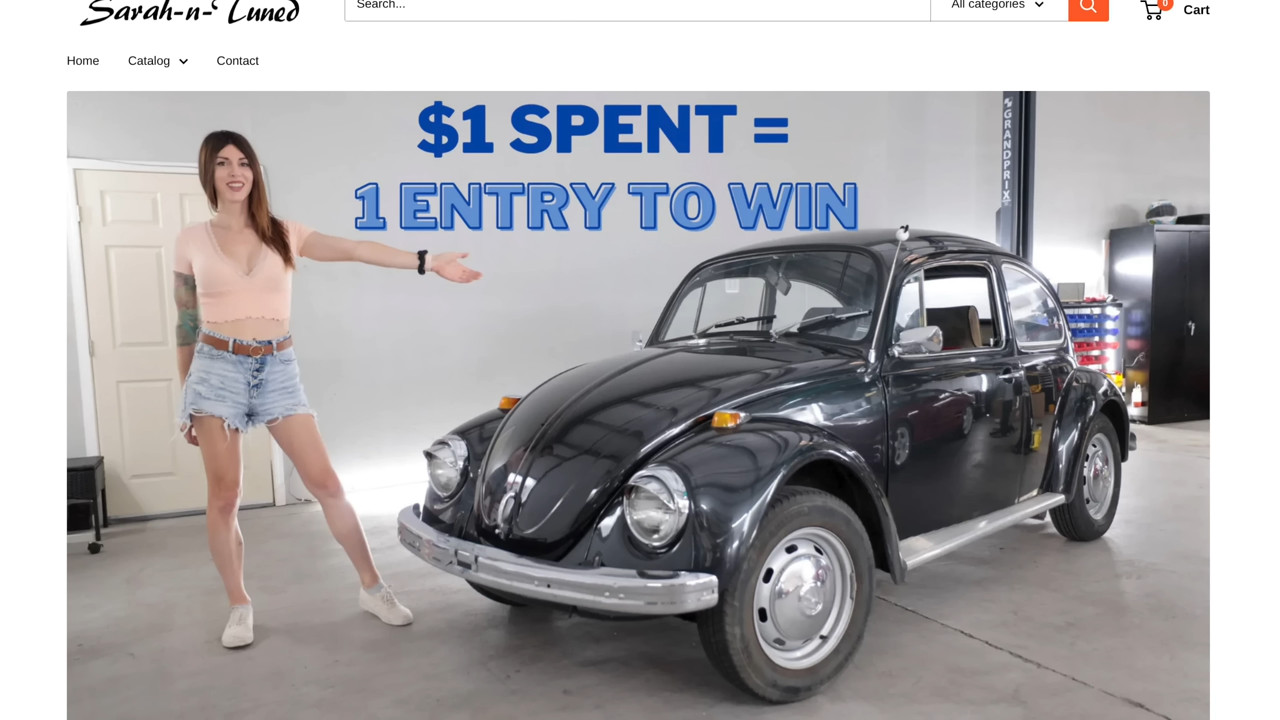 Sarah-n-Tuned
Search...
All categories
0
Cart
Home
Catalog
Contact
$1 SPENT =
1 ENTRY TO WIN
GRANDPRIX